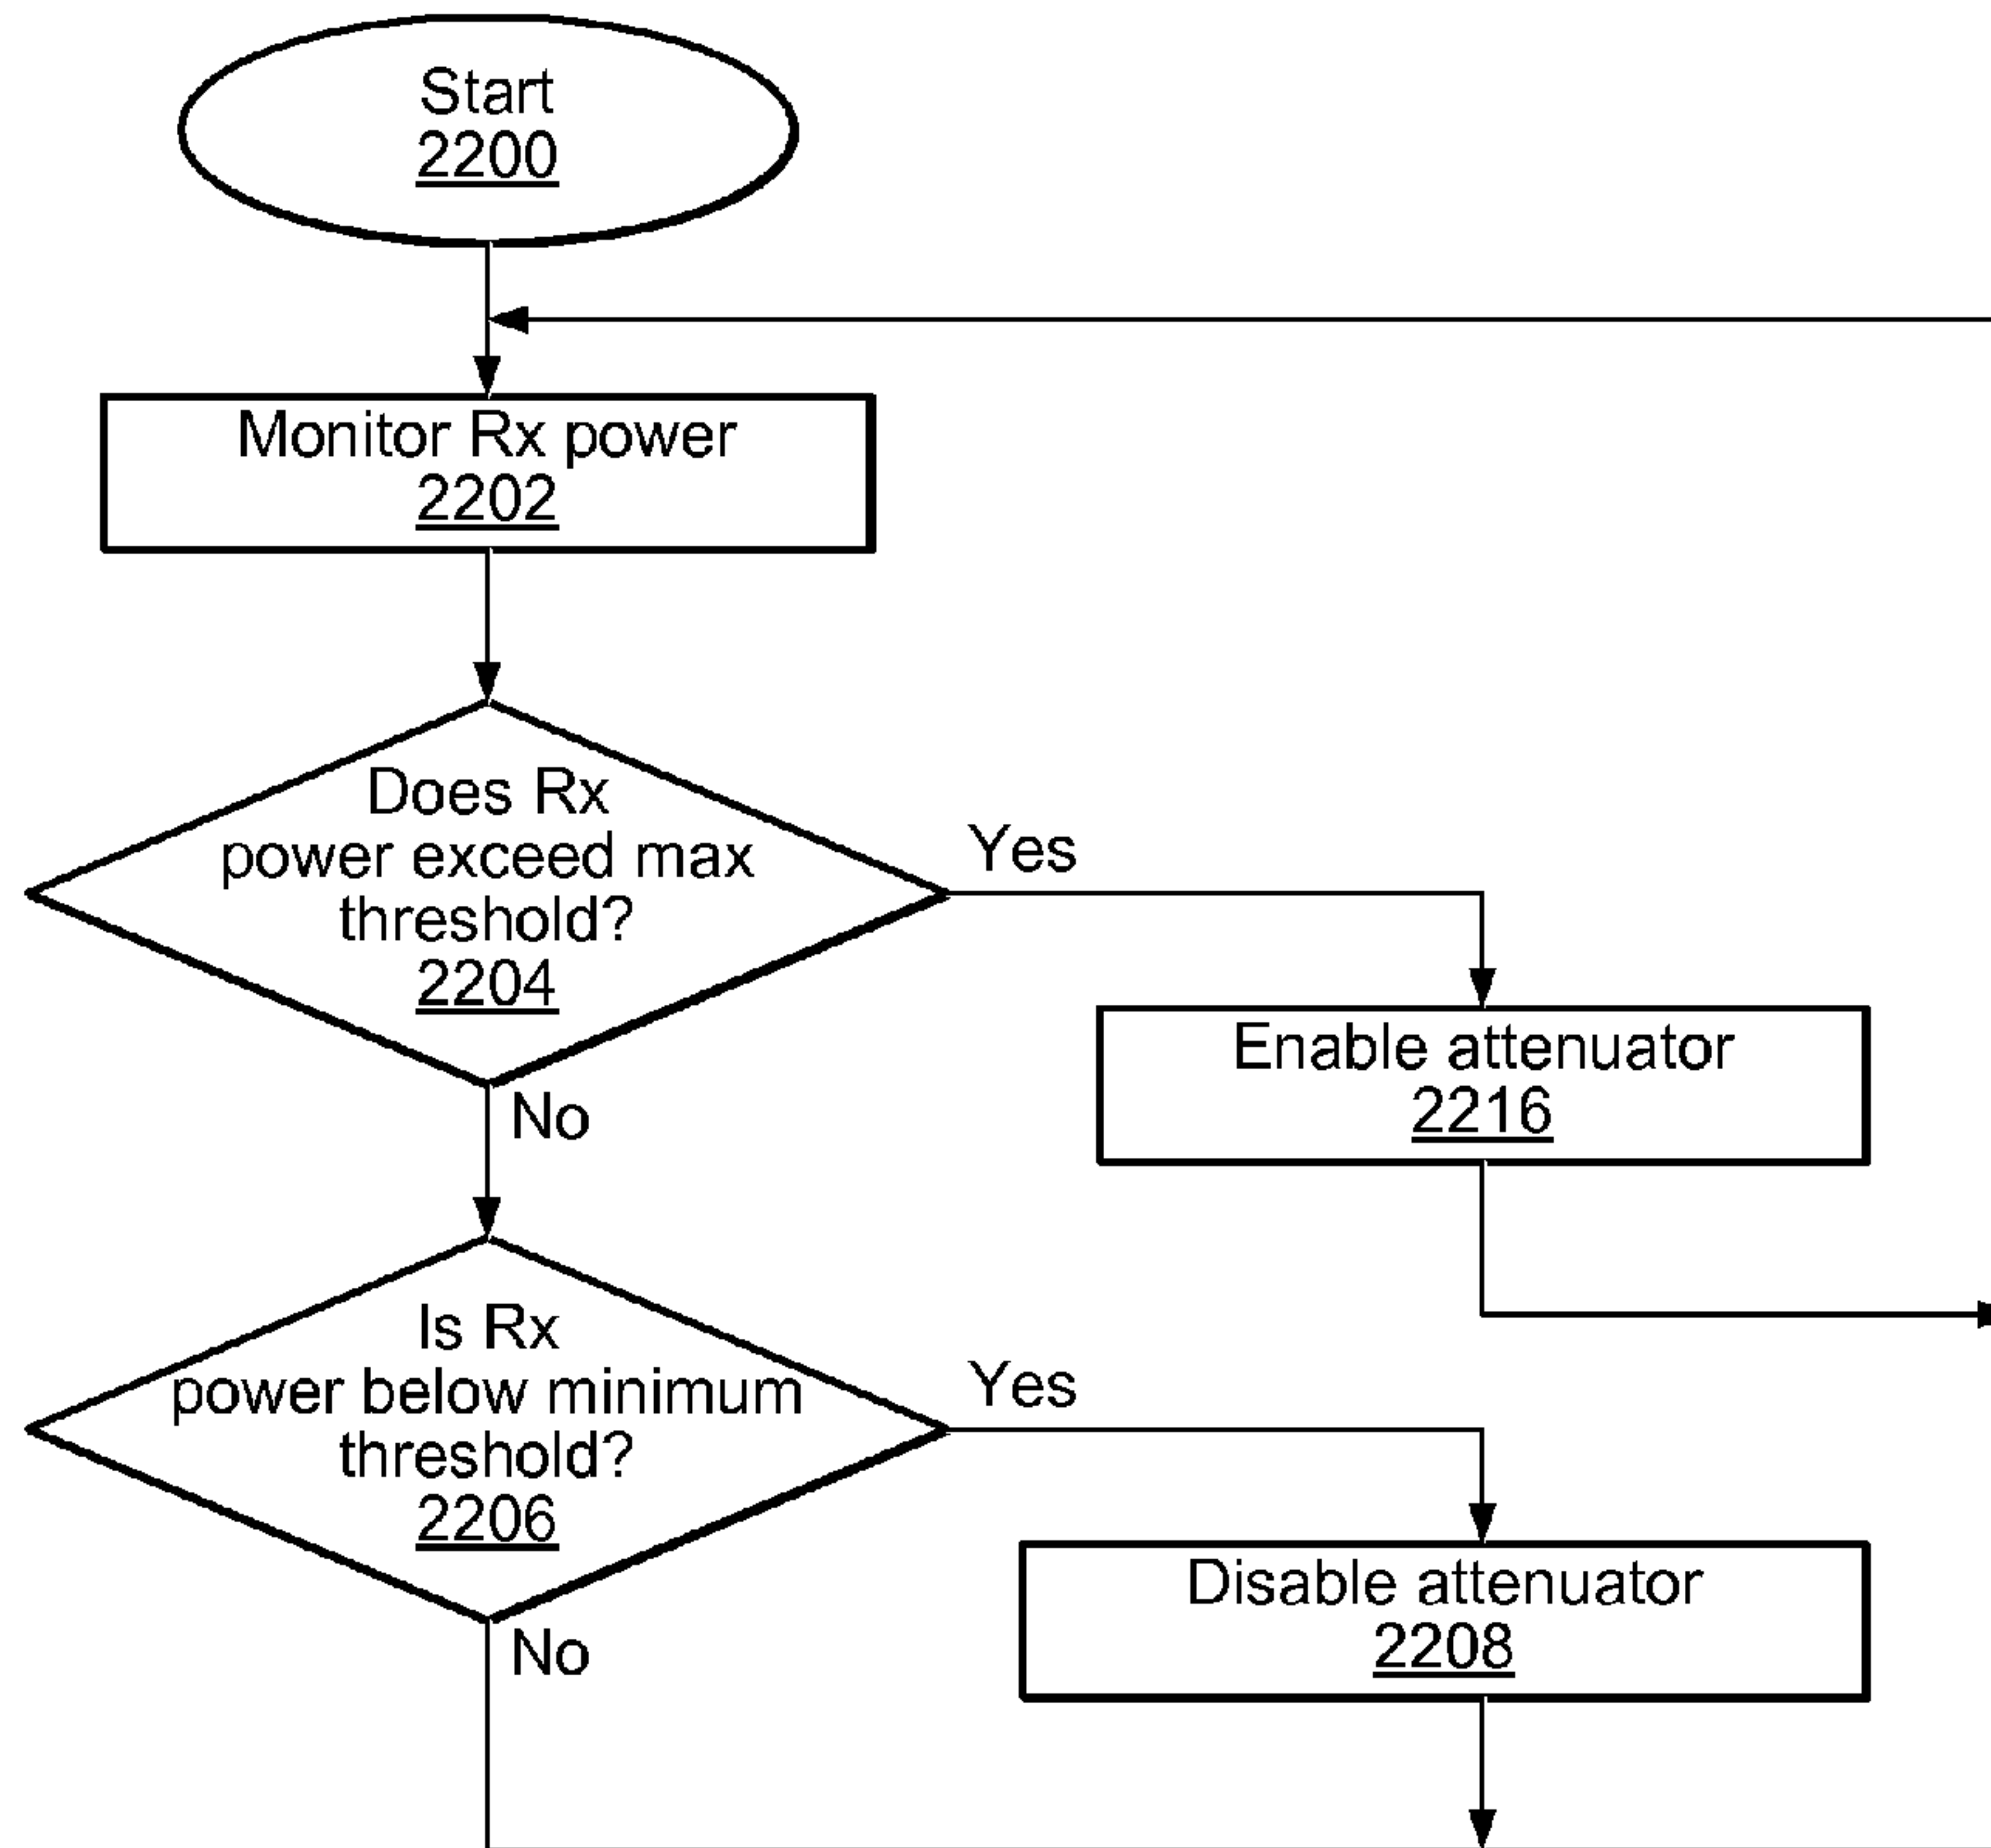 Start
2200
Monitor Rx power
2202
Does Rx
power exceed max
threshold?
2204
Yes
No
Enable attenuator
2216
Is Rx
power below minimum
threshold?
2206
Yes
No
Disable attenuator
2208